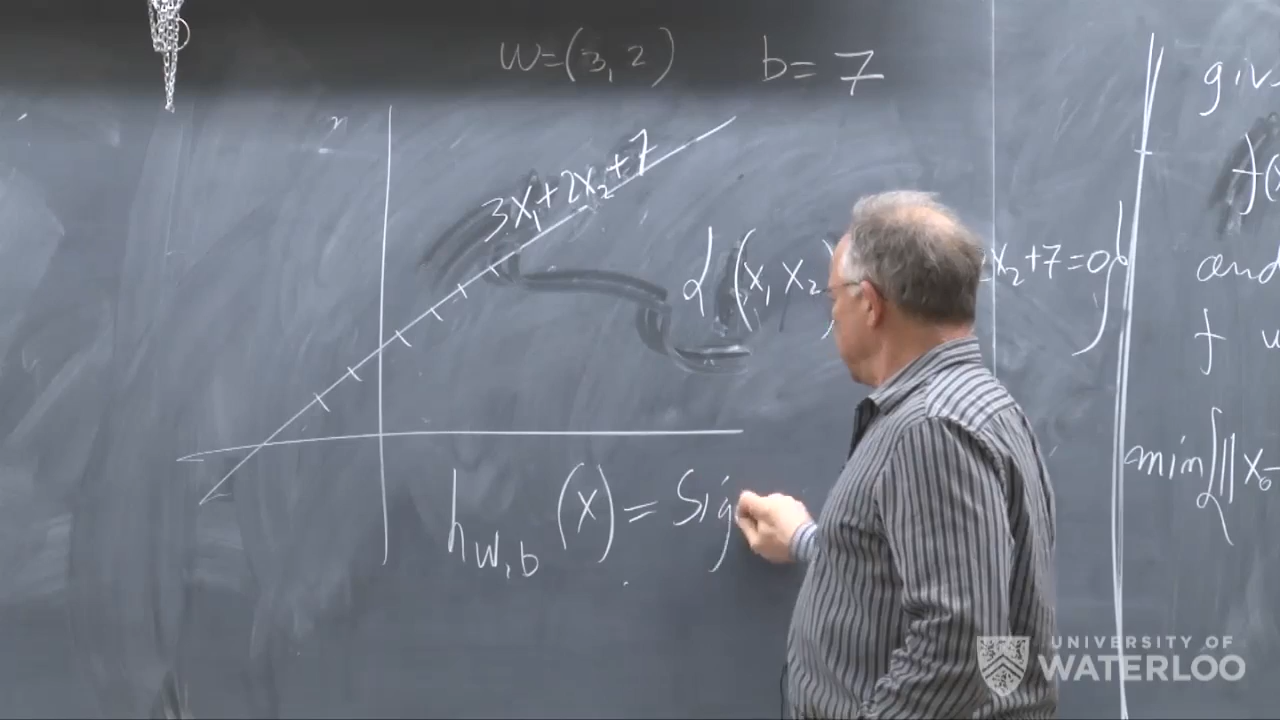 w=(3, 2) b= 7
3x₁+2x₂+7
{ (x₁, x₂) x₂+7=0}
h w,b (x) = Sig
giv
f(x
and
f
min { || x₀-
UNIVERSITY OF
WATERLOO